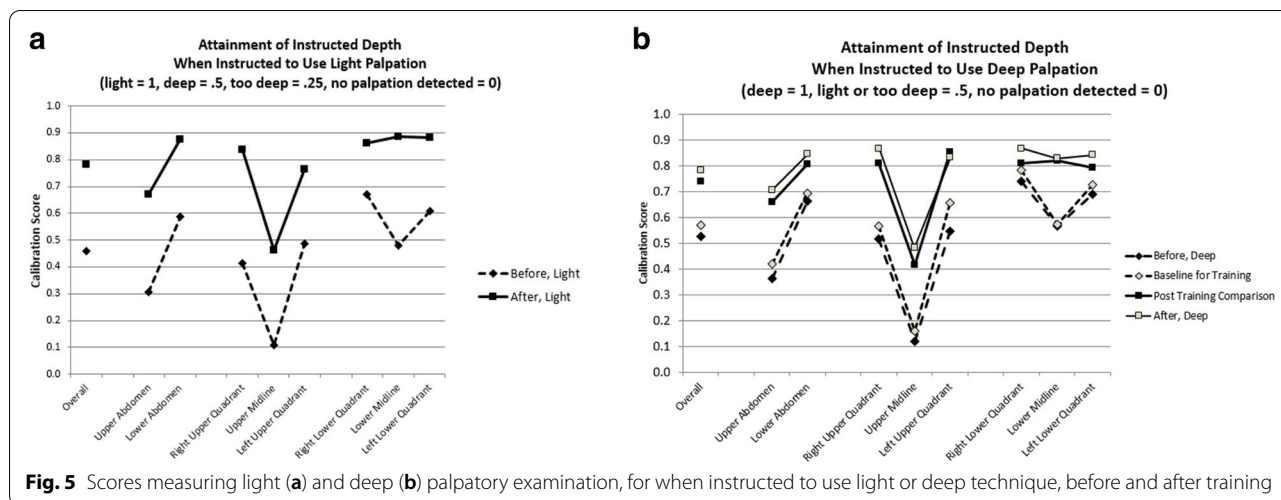 a
Attainment of Instructed Depth
When Instructed to Use Light Palpation
(light = 1, deep = .5, too deep = .25, no palpation detected = 0)
Calibration Score
1.0
0.9
0.8
0.7
0.6
0.5
0.4
0.3
0.2
0.1
0.0
Overall
Upper Abdomen
Lower Abdomen
Right Upper Quadrant
Upper Midline
Left Upper Quadrant
Right Lower Quadrant
Lower Midline
Left Lower Quadrant
Before, Light
After, Light
b
Attainment of Instructed Depth
When Instructed to Use Deep Palpation
(deep = 1, light or too deep = .5, no palpation detected = 0)
Calibration Score
1.0
0.9
0.8
0.7
0.6
0.5
0.4
0.3
0.2
0.1
0.0
Overall
Upper Abdomen
Lower Abdomen
Right Upper Quadrant
Upper Midline
Left Upper Quadrant
Right Lower Quadrant
Lower Midline
Left Lower Quadrant
Before, Deep
Baseline for Training
Post Training Comparison
After, Deep
Fig. 5 Scores measuring light (a) and deep (b) palpatory examination, for when instructed to use light or deep technique, before and after training